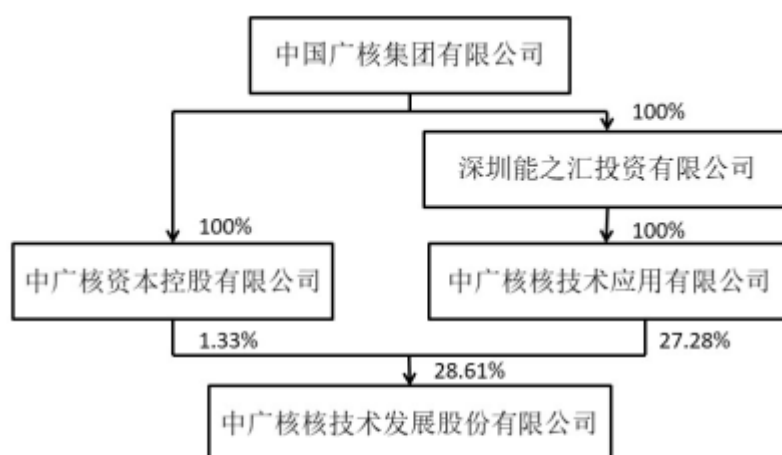 中国广核集团有限公司
100%
深圳能之汇投资有限公司
100%
100%
中广核资本控股有限公司
中广核核技术应用有限公司
1.33%
27.28%
28.61%
中广核核技术发展股份有限公司